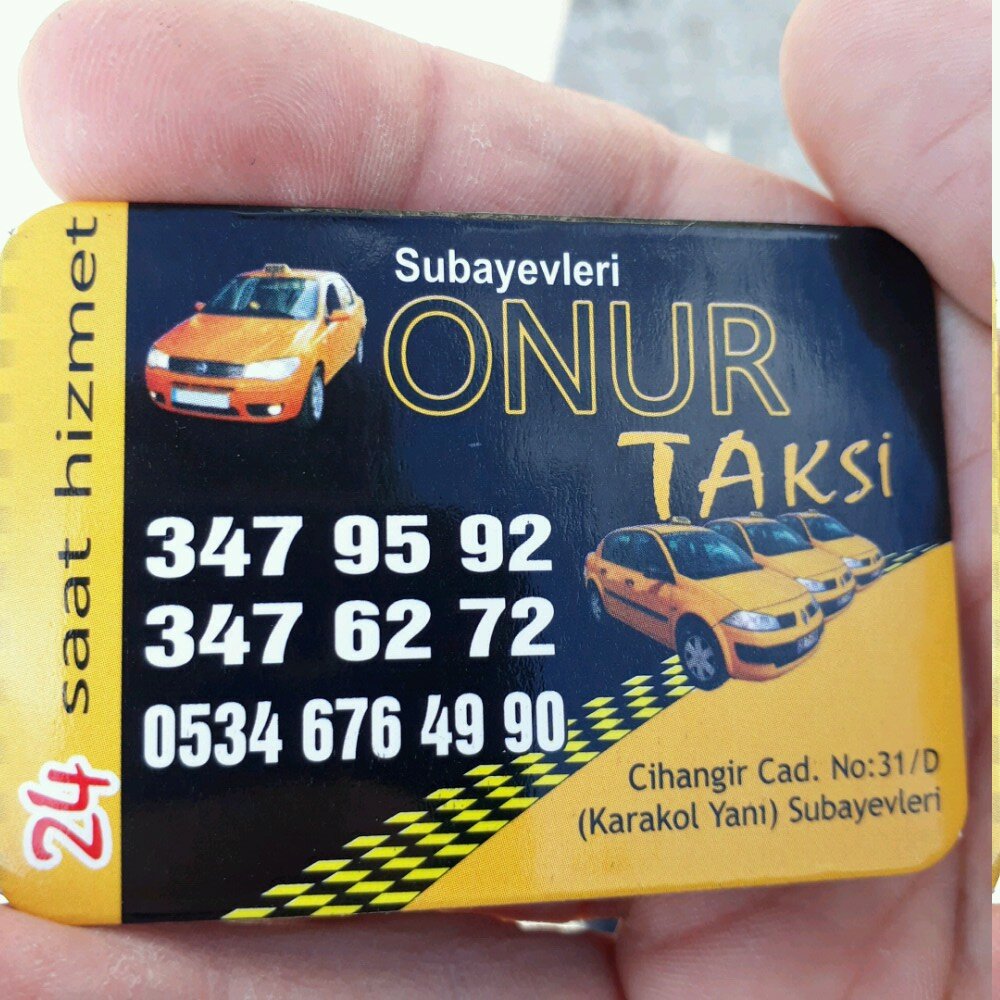 24 saat hizmet
Subayevleri
ONUR
TAKSİ
347 95 92
347 62 72
0534 676 49 90
Cihangir Cad. No:31/D
(Karakol Yanı) Subayevleri